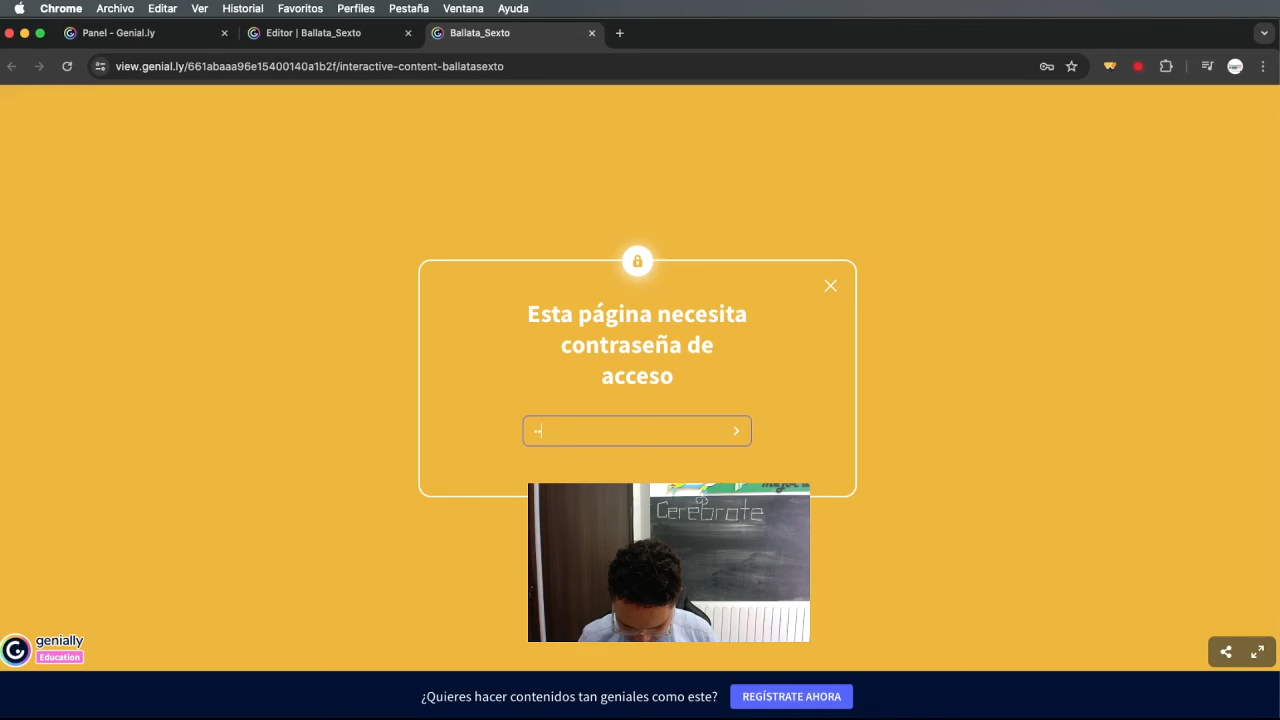 Chrome Archivo Editar Ver Historial Favoritos Perfiles Pestaña Ventana Ayuda
Panel - Genial.ly
Editor | Ballata_Sexto
Ballata_Sexto
view.genial.ly/661abaaa96e15400140a1b2f/interactive-content-ballatasexto
Esta página necesita
contraseña de
acceso
Cerebrote
genially
Education
¿Quieres hacer contenidos tan geniales como este?
REGÍSTRATE AHORA